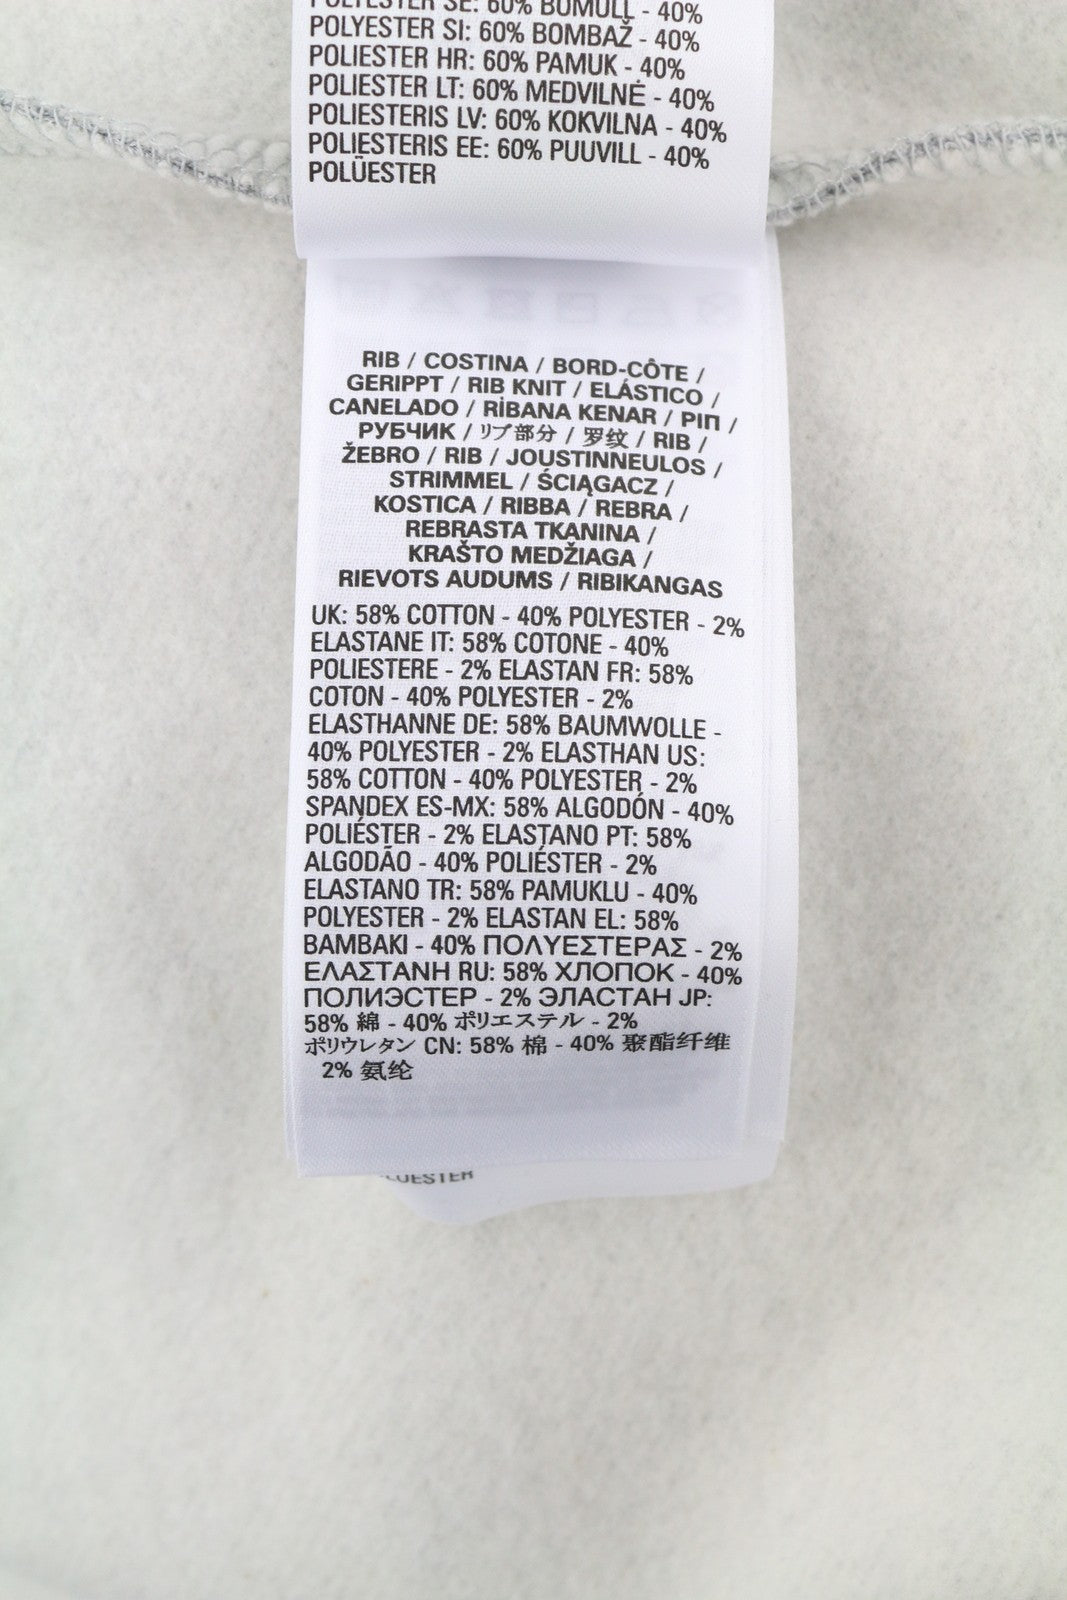 POLYESTER SE: 60% BOMULL - 40%
POLYESTER SI: 60% BOMBAŽ - 40%
POLIESTER HR: 60% PAMUK - 40%
POLIESTER LT: 60% MEDVILNĖ - 40%
POLIESTERIS LV: 60% KOKVILNA - 40%
POLIESTERIS EE: 60% PUUVILL - 40%
POLÜESTER
RIB / COSTINA / BORD-CÔTE /
GERIPPT / RIB KNIT / ELÁSTICO /
CANELADO / RİBANA KENAR / ΡΙΠ /
РУБЧИК / リブ部分 / 罗纹 / RIB /
ŽEBRO / RIB / JOUSTINNEULOS /
STRIMMEL / ŚCIĄGACZ /
KOSTICA / RIBBA / REBRA /
REBRASTA TKANINA /
KRAŠTO MEDŽIAGA /
RIEVOTS AUDUMS / RIBIKANGAS
UK: 58% COTTON - 40% POLYESTER - 2%
ELASTANE IT: 58% COTONE - 40%
POLIESTERE - 2% ELASTAN FR: 58%
COTON - 40% POLYESTER - 2%
ELASTHANNE DE: 58% BAUMWOLLE -
40% POLYESTER - 2% ELASTHAN US:
58% COTTON - 40% POLYESTER - 2%
SPANDEX ES-MX: 58% ALGODÓN - 40%
POLIÉSTER - 2% ELASTANO PT: 58%
ALGODÃO - 40% POLIÉSTER - 2%
ELASTANO TR: 58% PAMUKLU - 40%
POLYESTER - 2% ELASTAN EL: 58%
ΒΑΜΒΑΚΙ - 40% ΠΟΛΥΕΣΤΕΡΑΣ - 2%
ΕΛΑΣΤΑΝΗ RU: 58% ХЛОПОК - 40%
ПОЛИЭСТЕР - 2% ЭЛАСТАН JP:
58% 綿 - 40% ポリエステル - 2%
ポリウレタン CN: 58% 棉 - 40% 聚酯纤维
2% 氨纶